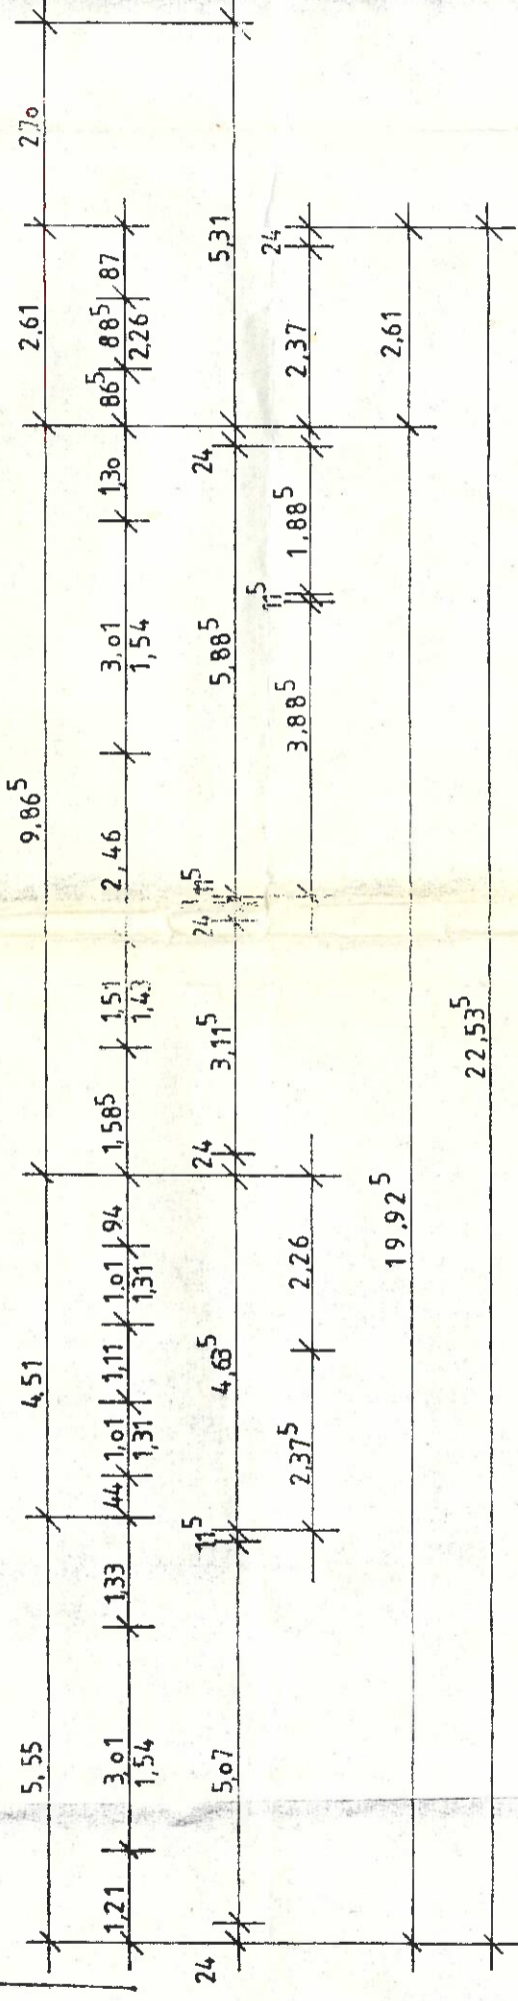 5,55 4,51 9,86⁵ 2,61 2,70
1,21 3,01 1,33 44 1,01 1,11 1,01 94 1,58⁵ 1,51 2,46 3,01 1,30 86⁵ 88⁵ 87
1,54 1,31 1,31 1,43 1,54 2,26
24 5,07 11⁵ 4,63⁵ 24 3,11⁵ 24 11⁵ 5,88⁵ 24 5,31
2,37⁵ 2,26 3,88⁵ 11⁵ 1,88⁵ 2,37 24
19,92⁵ 2,61
22,53⁵